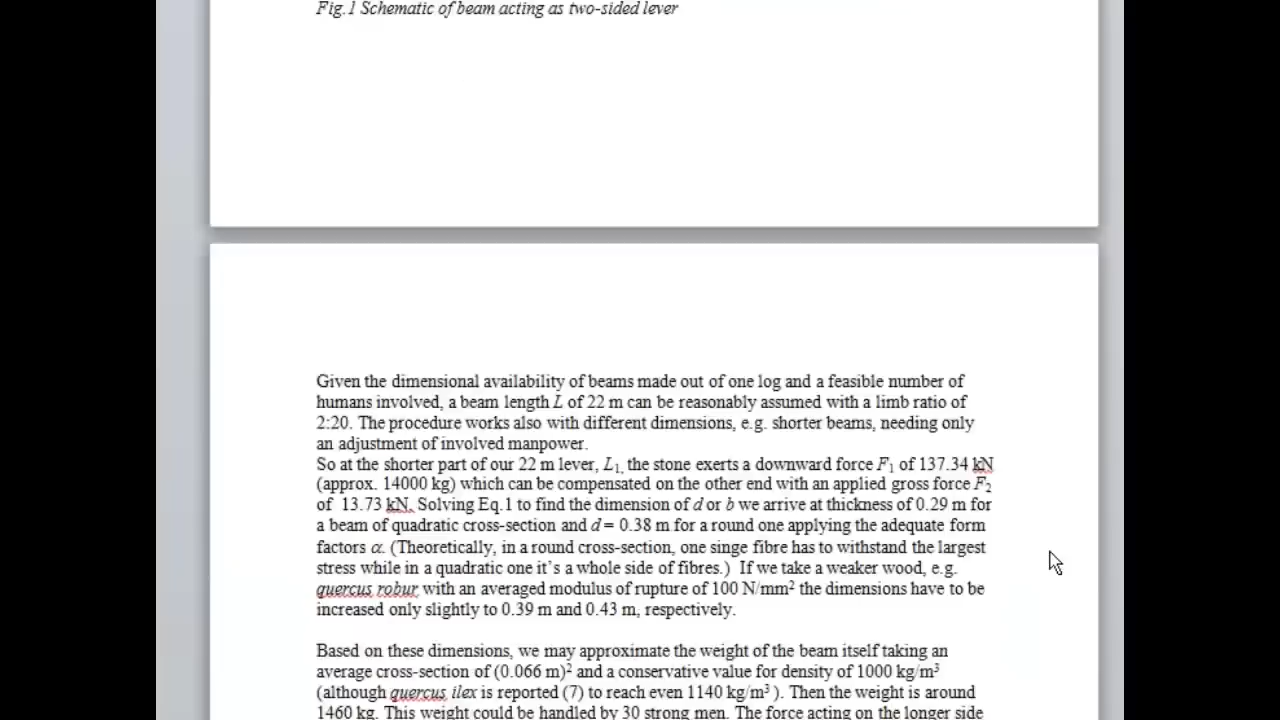 Fig.1 Schematic of beam acting as two-sided lever
Given the dimensional availability of beams made out of one log and a feasible number of
humans involved, a beam length L of 22 m can be reasonably assumed with a limb ratio of
2:20. The procedure works also with different dimensions, e.g. shorter beams, needing only
an adjustment of involved manpower.
So at the shorter part of our 22 m lever, L₁, the stone exerts a downward force F₁ of 137.34 kN
(approx. 14000 kg) which can be compensated on the other end with an applied gross force F₂
of 13.73 kN. Solving Eq.1 to find the dimension of d or b we arrive at thickness of 0.29 m for
a beam of quadratic cross-section and d = 0.38 m for a round one applying the adequate form
factors α. (Theoretically, in a round cross-section, one singe fibre has to withstand the largest
stress while in a quadratic one it's a whole side of fibres.) If we take a weaker wood, e.g.
quercus robur with an averaged modulus of rupture of 100 N/mm² the dimensions have to be
increased only slightly to 0.39 m and 0.43 m, respectively.
Based on these dimensions, we may approximate the weight of the beam itself taking an
average cross-section of (0.066 m)² and a conservative value for density of 1000 kg/m³
(although quercus ilex is reported (7) to reach even 1140 kg/m³ ). Then the weight is around
1460 kg. This weight could be handled by 30 strong men. The force acting on the longer side